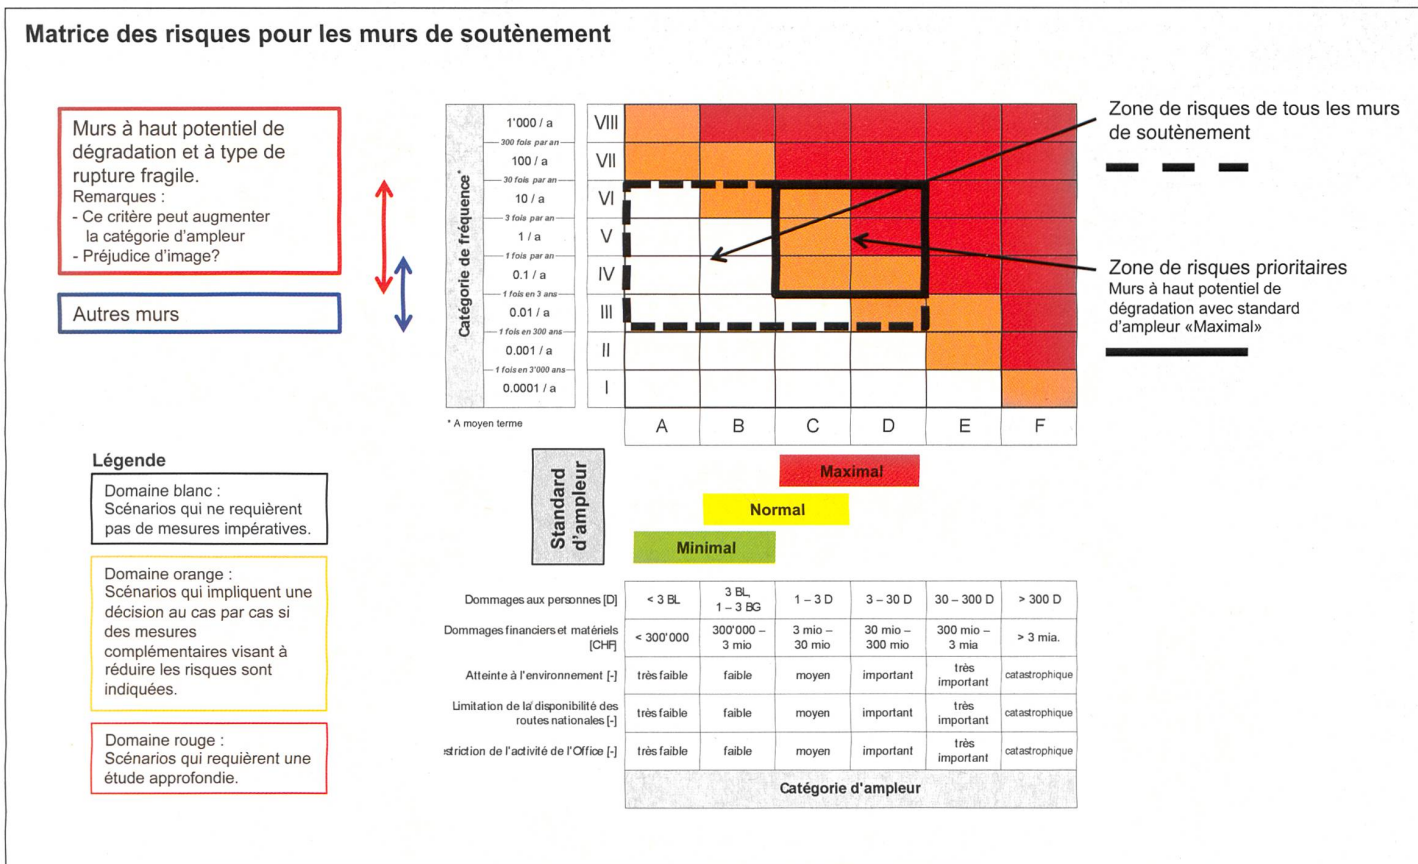 Matrice des risques pour les murs de soutènement
Murs à haut potentiel de
dégradation et à type de
rupture fragile.
Remarques :
- Ce critère peut augmenter
la catégorie d'ampleur
- Préjudice d'image?
Autres murs
Catégorie de fréquence*
1'000 / a
VIII
300 fois par an
100 / a
VII
30 fois par an
10 / a
VI
3 fois par an
1 / a
V
1 fois par an
0.1 / a
IV
1 fois en 3 ans
0.01 / a
III
1 fois en 300 ans
0.001 / a
II
1 fois en 3'000 ans
0.0001 / a
I
* A moyen terme
A B C D E F
Zone de risques de tous les murs
de soutènement
Zone de risques prioritaires
Murs à haut potentiel de
dégradation avec standard
d'ampleur «Maximal»
Légende
Domaine blanc :
Scénarios qui ne requièrent
pas de mesures impératives.
Domaine orange :
Scénarios qui impliquent une
décision au cas par cas si
des mesures
complémentaires visant à
réduire les risques sont
indiquées.
Domaine rouge :
Scénarios qui requièrent une
étude approfondie.
Standard
d'ampleur
Maximal
Normal
Minimal
Dommages aux personnes [D]
< 3 BL
3 BL,
1 – 3 BG
1 – 3 D
3 – 30 D
30 – 300 D
> 300 D
Dommages financiers et matériels
[CHF]
< 300'000
300'000 –
3 mio
3 mio –
30 mio
30 mio –
300 mio
300 mio –
3 mia
> 3 mia.
Atteinte à l'environnement [-]
très faible
faible
moyen
important
très
important
catastrophique
Limitation de la disponibilité des
routes nationales [-]
très faible
faible
moyen
important
très
important
catastrophique
striction de l'activité de l'Office [-]
très faible
faible
moyen
important
très
important
catastrophique
Catégorie d'ampleur